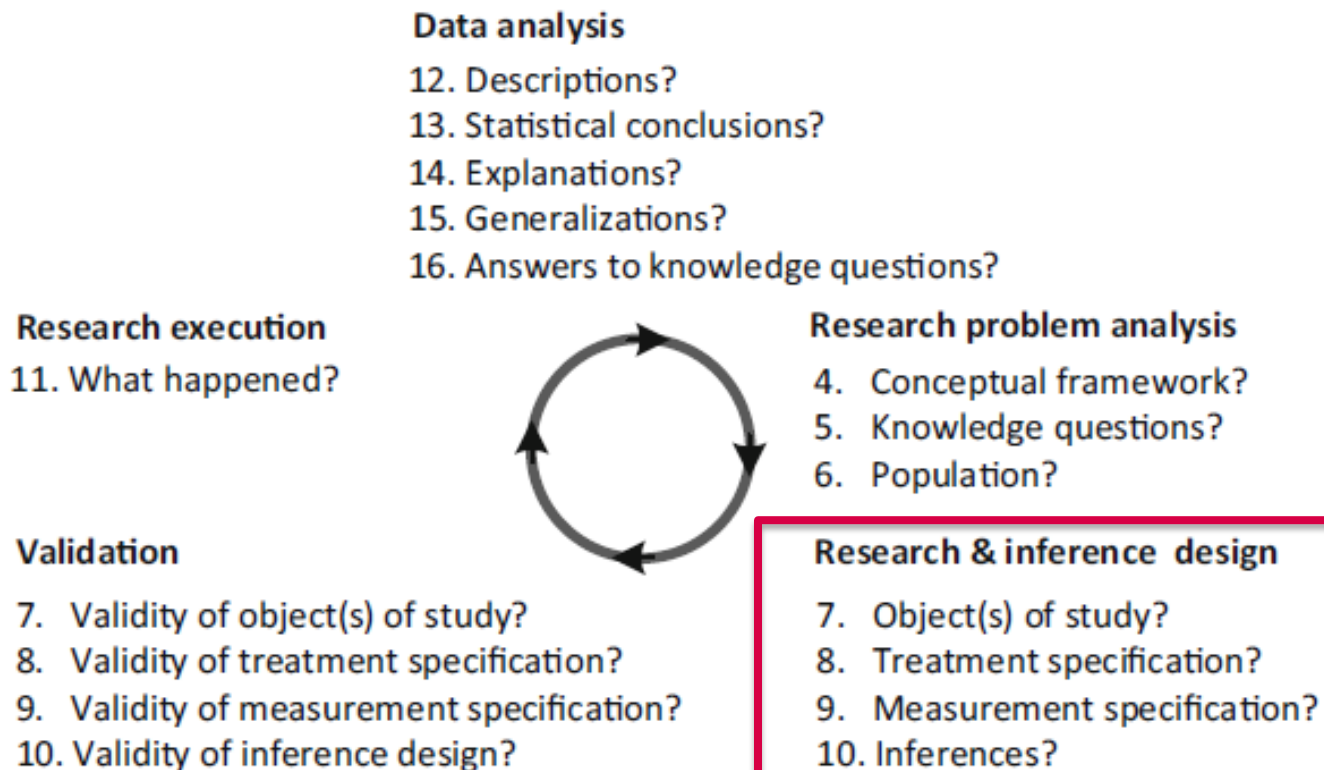 Data analysis
12. Descriptions?
13. Statistical conclusions?
14. Explanations?
15. Generalizations?
16. Answers to knowledge questions?
Research execution
11. What happened?
Research problem analysis
4. Conceptual framework?
5. Knowledge questions?
6. Population?
Validation
7. Validity of object(s) of study?
8. Validity of treatment specification?
9. Validity of measurement specification?
10. Validity of inference design?
Research & inference design
7. Object(s) of study?
8. Treatment specification?
9. Measurement specification?
10. Inferences?